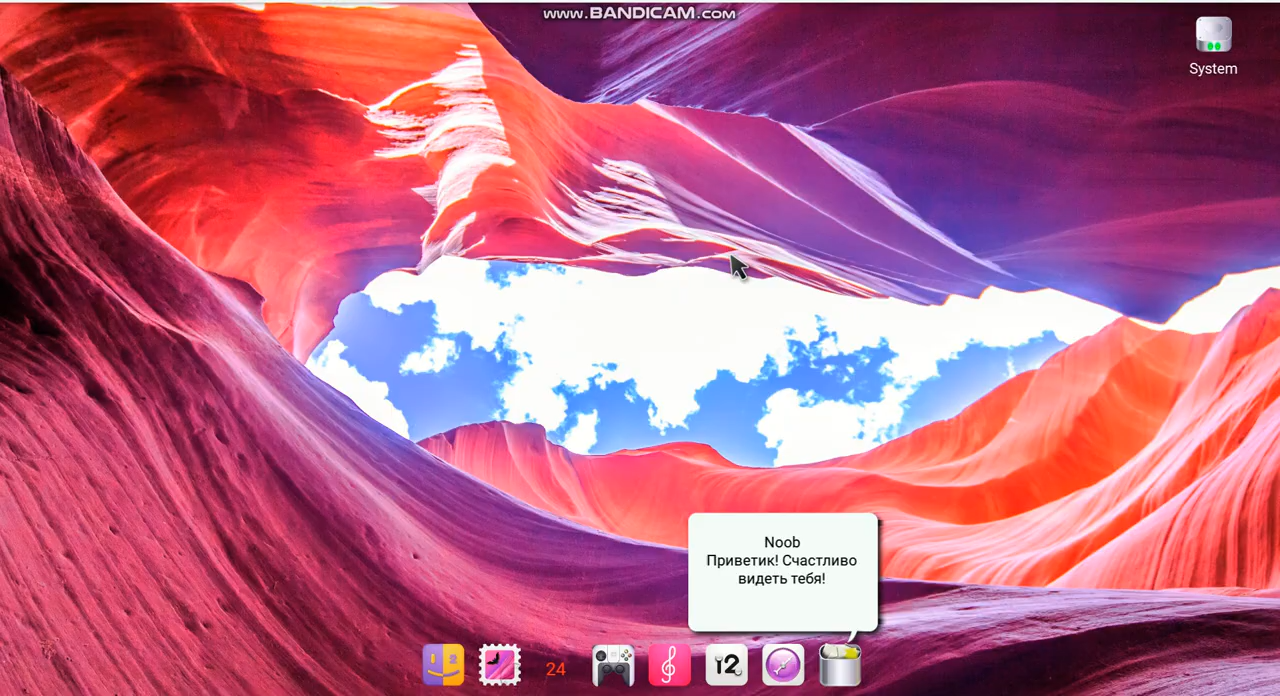 www.BANDICAM.com
System
Noob
Приветик! Счастливо
видеть тебя!
24
12